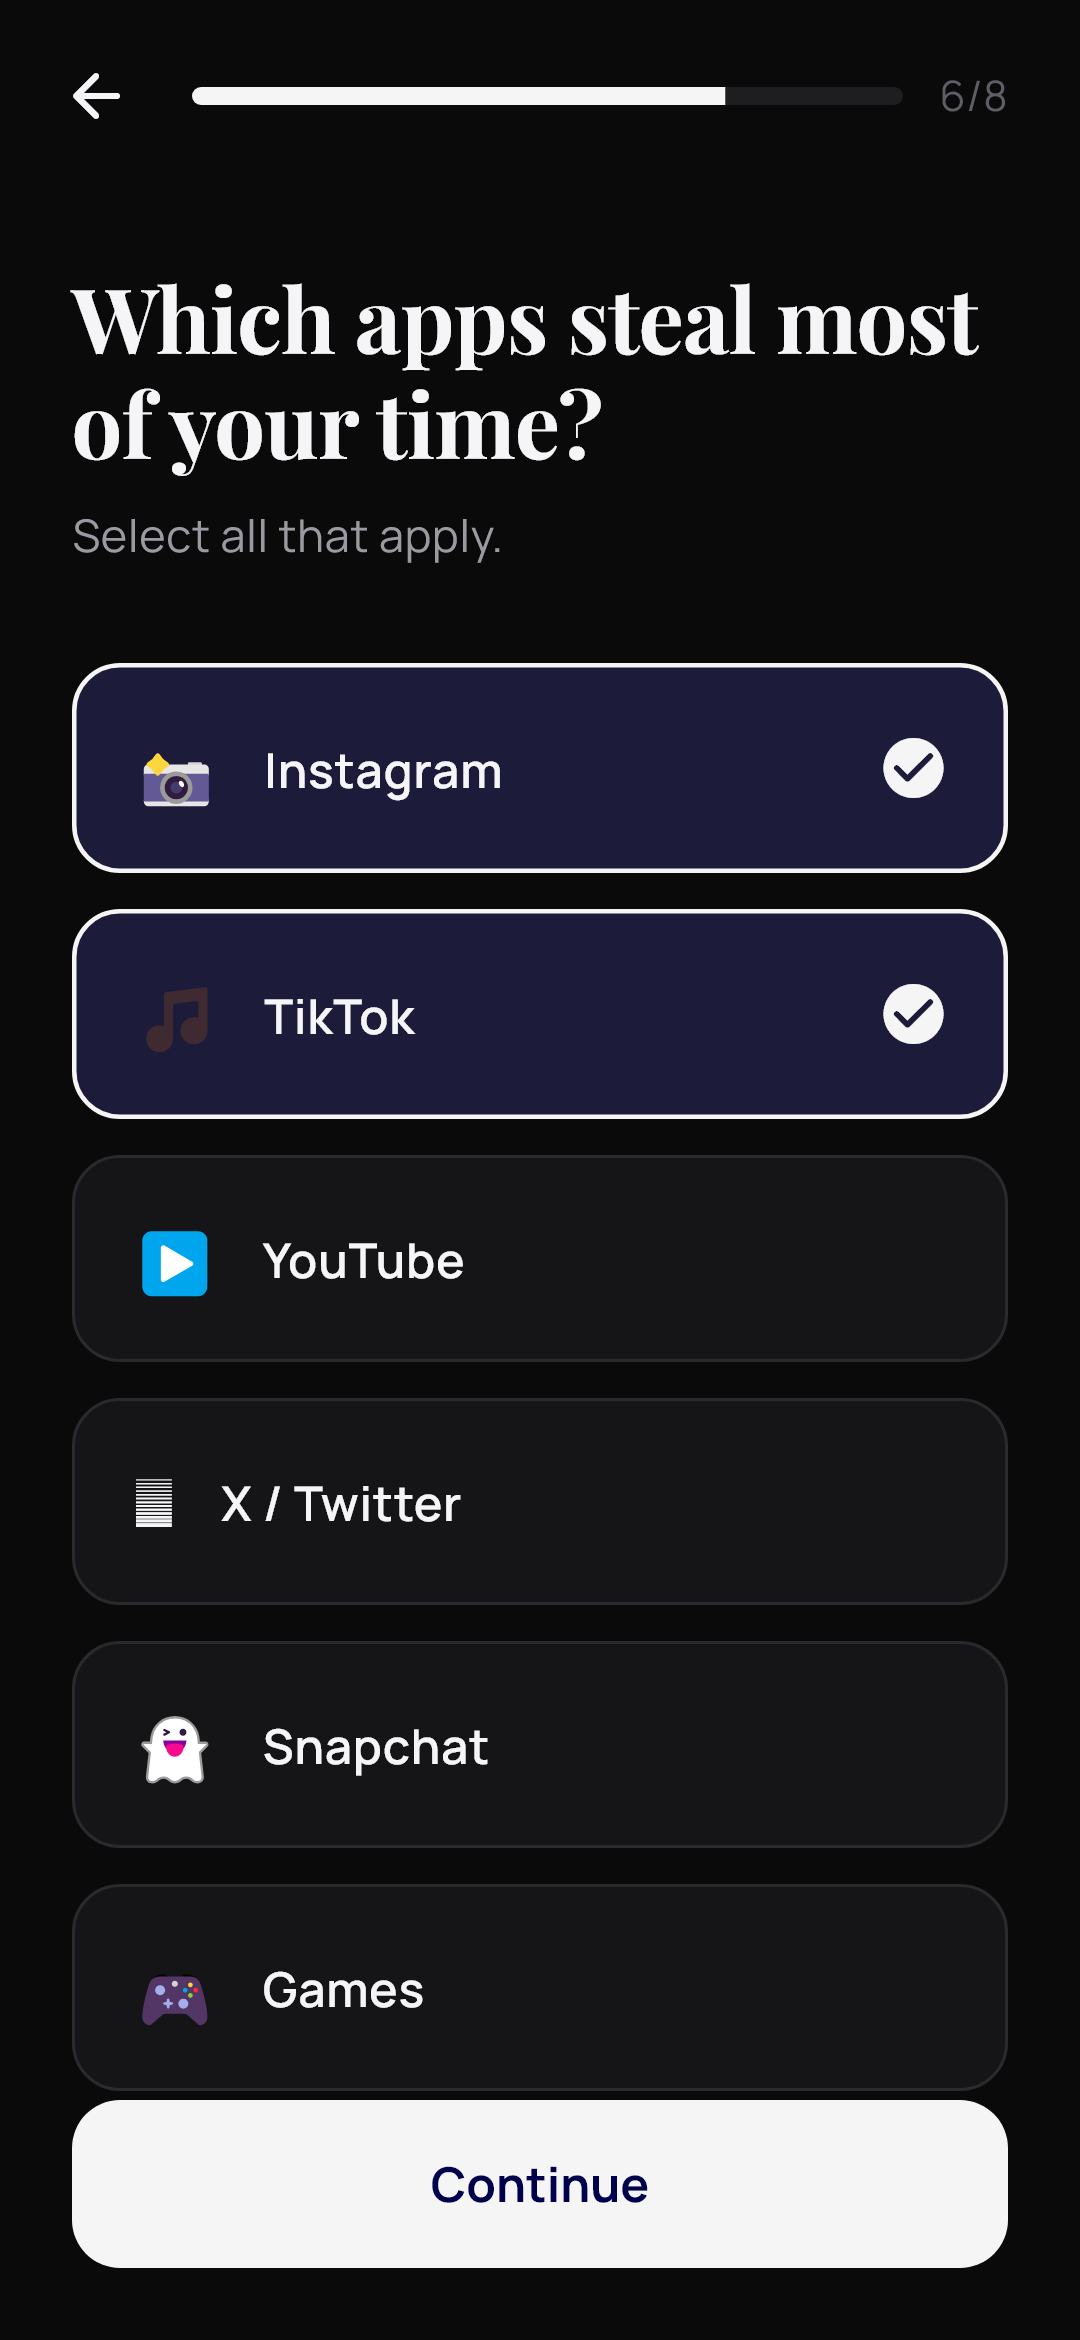 6/8
Which apps steal most
of your time?
Select all that apply.
Instagram
TikTok
YouTube
X / Twitter
Snapchat
Games
Continue